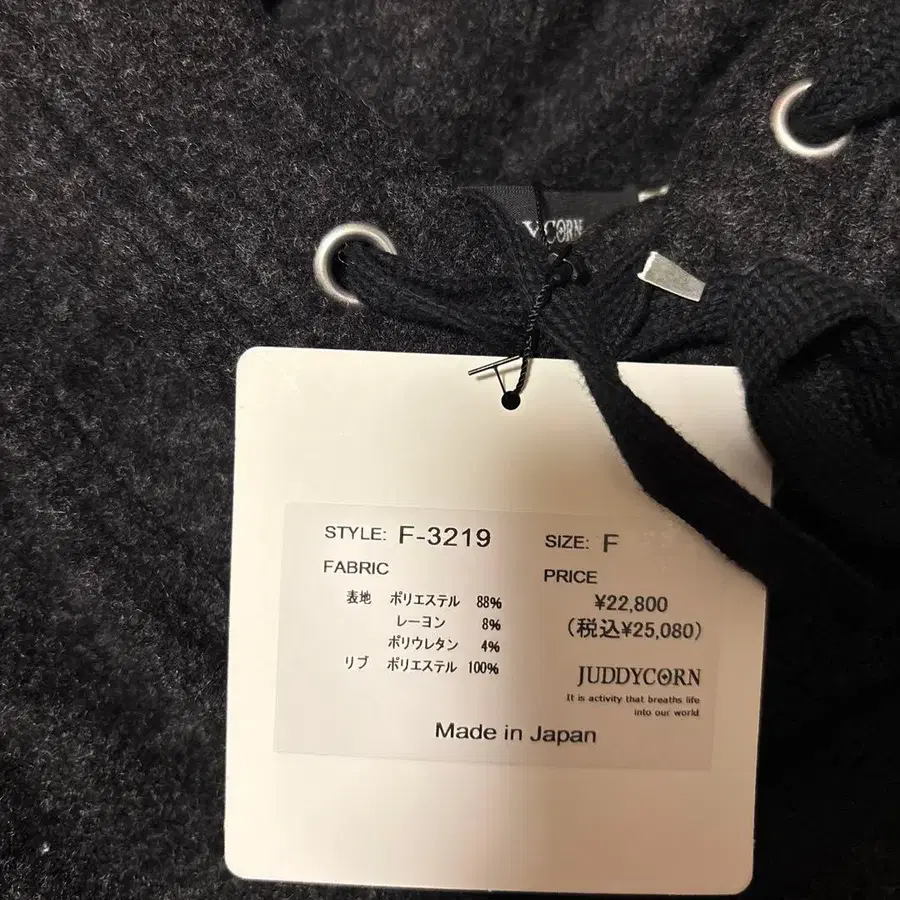 YCORN
STYLE: F-3219
SIZE: F
FABRIC
表地 ポリエステル 88%
レーヨン 8%
ポリウレタン 4%
リブ ポリエステル 100%
PRICE
¥22,800
(税込¥25,080)
JUDDYCORN
It is activity that breaths life
into our world
Made in Japan